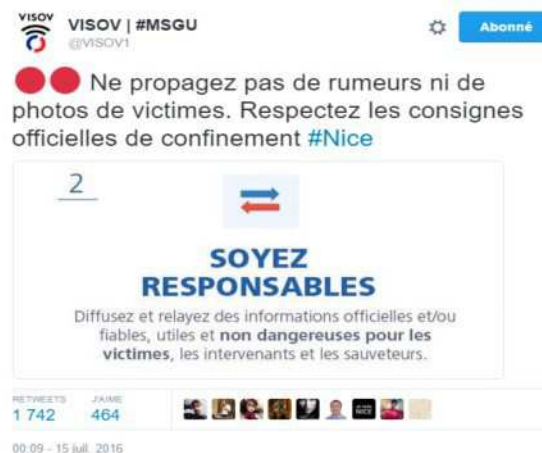 VISOV
VISOV | #MSGU
@VISOV1
Abonné
Ne propagez pas de rumeurs ni de
photos de victimes. Respectez les consignes
officielles de confinement #Nice
2
SOYEZ
RESPONSABLES
Diffusez et relayez des informations officielles et/ou
fiables, utiles et non dangereuses pour les
victimes, les intervenants et les sauveteurs.
RETWEETS J'AIME
1 742 464
NICE
00:09 - 15 juil. 2016